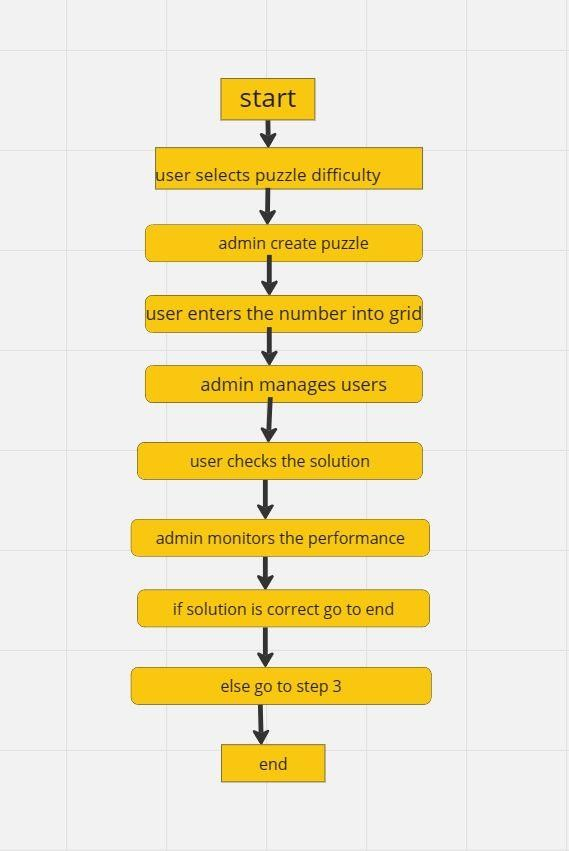 start
user selects puzzle difficulty
admin create puzzle
user enters the number into grid
admin manages users
user checks the solution
admin monitors the performance
if solution is correct go to end
else go to step 3
end